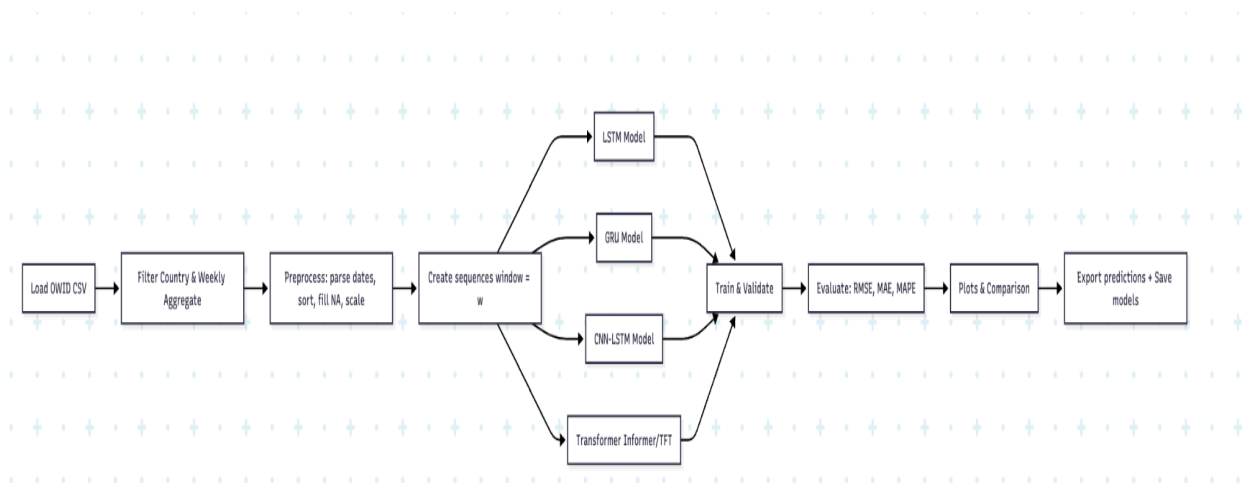 Load OWID CSV
Filter Country & Weekly
Aggregate
Preprocess: parse dates,
sort, fill NA, scale
Create sequences window =
w
LSTM Model
GRU Model
CNN-LSTM Model
Transformer Informer/TFT
Train & Validate
Evaluate: RMSE, MAE, MAPE
Plots & Comparison
Export predictions + Save
models